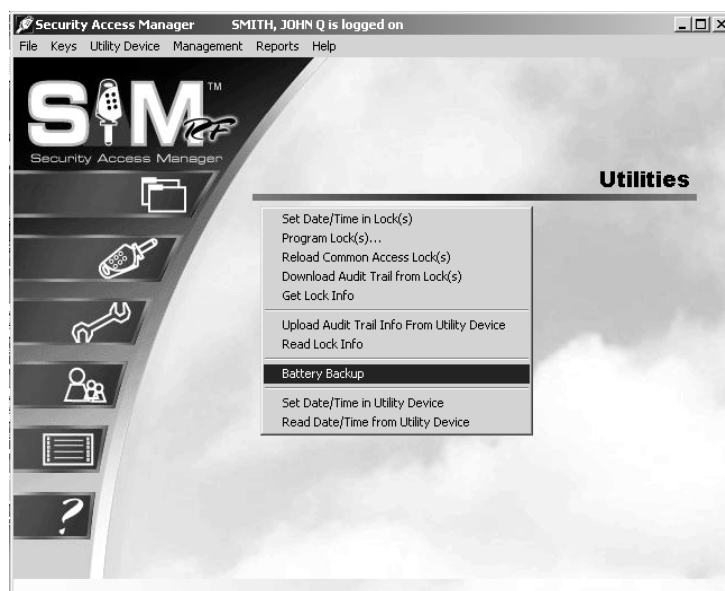 Security Access Manager SMITH, JOHN Q is logged on
File Keys Utility Device Management Reports Help
SAM TM
RF
Security Access Manager
Utilities
Set Date/Time in Lock(s)
Program Lock(s)...
Reload Common Access Lock(s)
Download Audit Trail from Lock(s)
Get Lock Info
Upload Audit Trail Info From Utility Device
Read Lock Info
Battery Backup
Set Date/Time in Utility Device
Read Date/Time from Utility Device
?